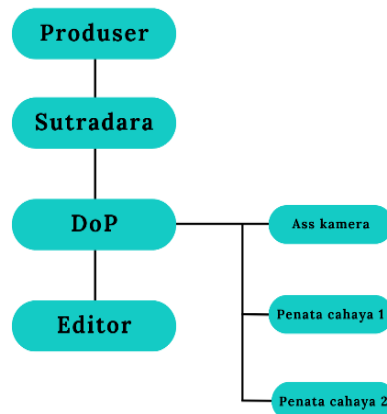 Produser
Sutradara
DoP
Ass kamera
Penata cahaya 1
Editor
Penata cahaya 2